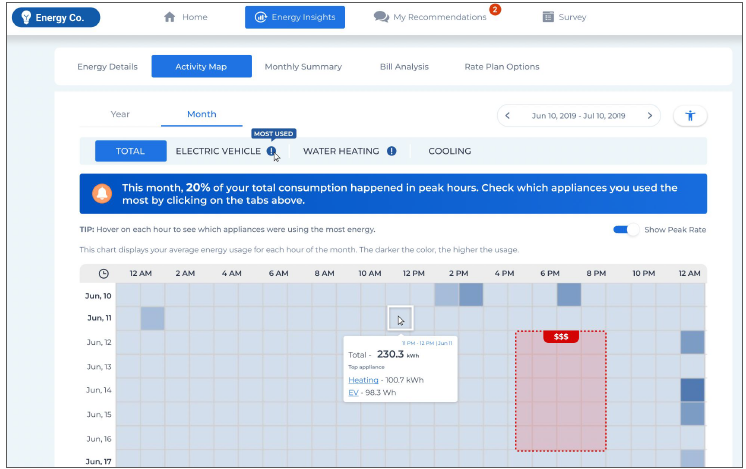 Energy Co.
Home
Energy Insights
My Recommendations
2
Survey
Energy Details
Activity Map
Monthly Summary
Bill Analysis
Rate Plan Options
Year
Month
Jun 10, 2019 - Jul 10, 2019
MOST USED
TOTAL
ELECTRIC VEHICLE
WATER HEATING
COOLING
This month, 20% of your total consumption happened in peak hours. Check which appliances you used the
most by clicking on the tabs above.
TIP: Hover on each hour to see which appliances were using the most energy.
Show Peak Rate
This chart displays your average energy usage for each hour of the month. The darker the color, the higher the usage.
12 AM 2 AM 4 AM 6 AM 8 AM 10 AM 12 PM 2 PM 4 PM 6 PM 8 PM 10 PM 12 AM
Jun, 10
Jun, 11
Jun, 12
$$$
11 PM - 12 PM | Jun 11
Total - 230.3 kWh
Top appliance
Heating - 100.7 kWh
EV - 98.3 Wh
Jun, 13
Jun, 14
Jun, 15
Jun, 16
Jun, 17